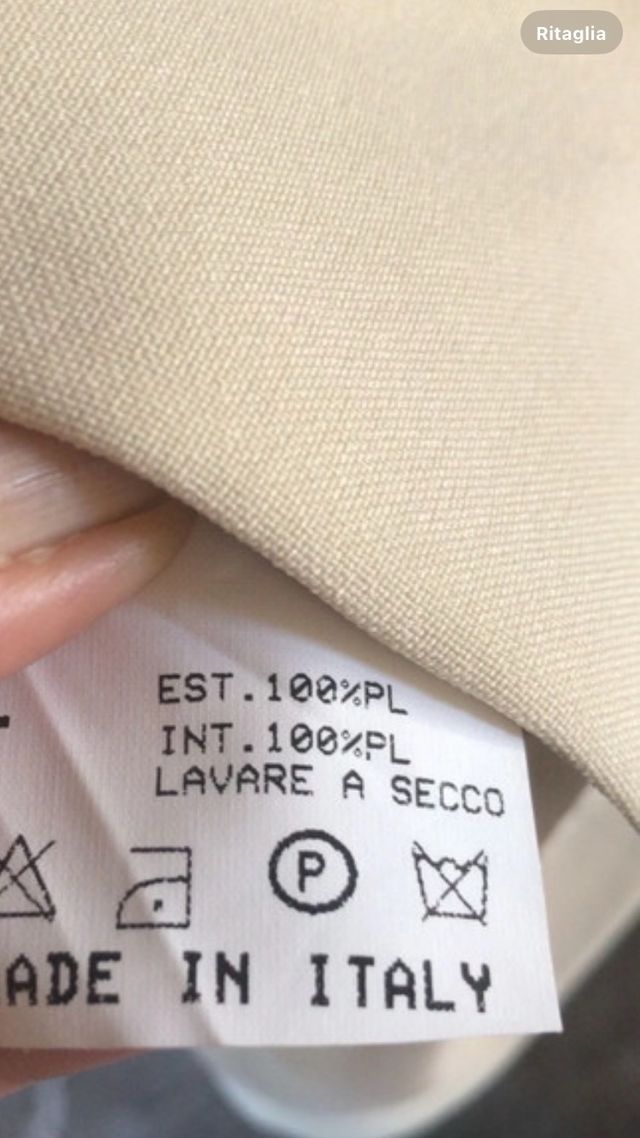 Ritaglia
EST.100%PL
INT.100%PL
LAVARE A SECCO
P
ADE IN ITALY